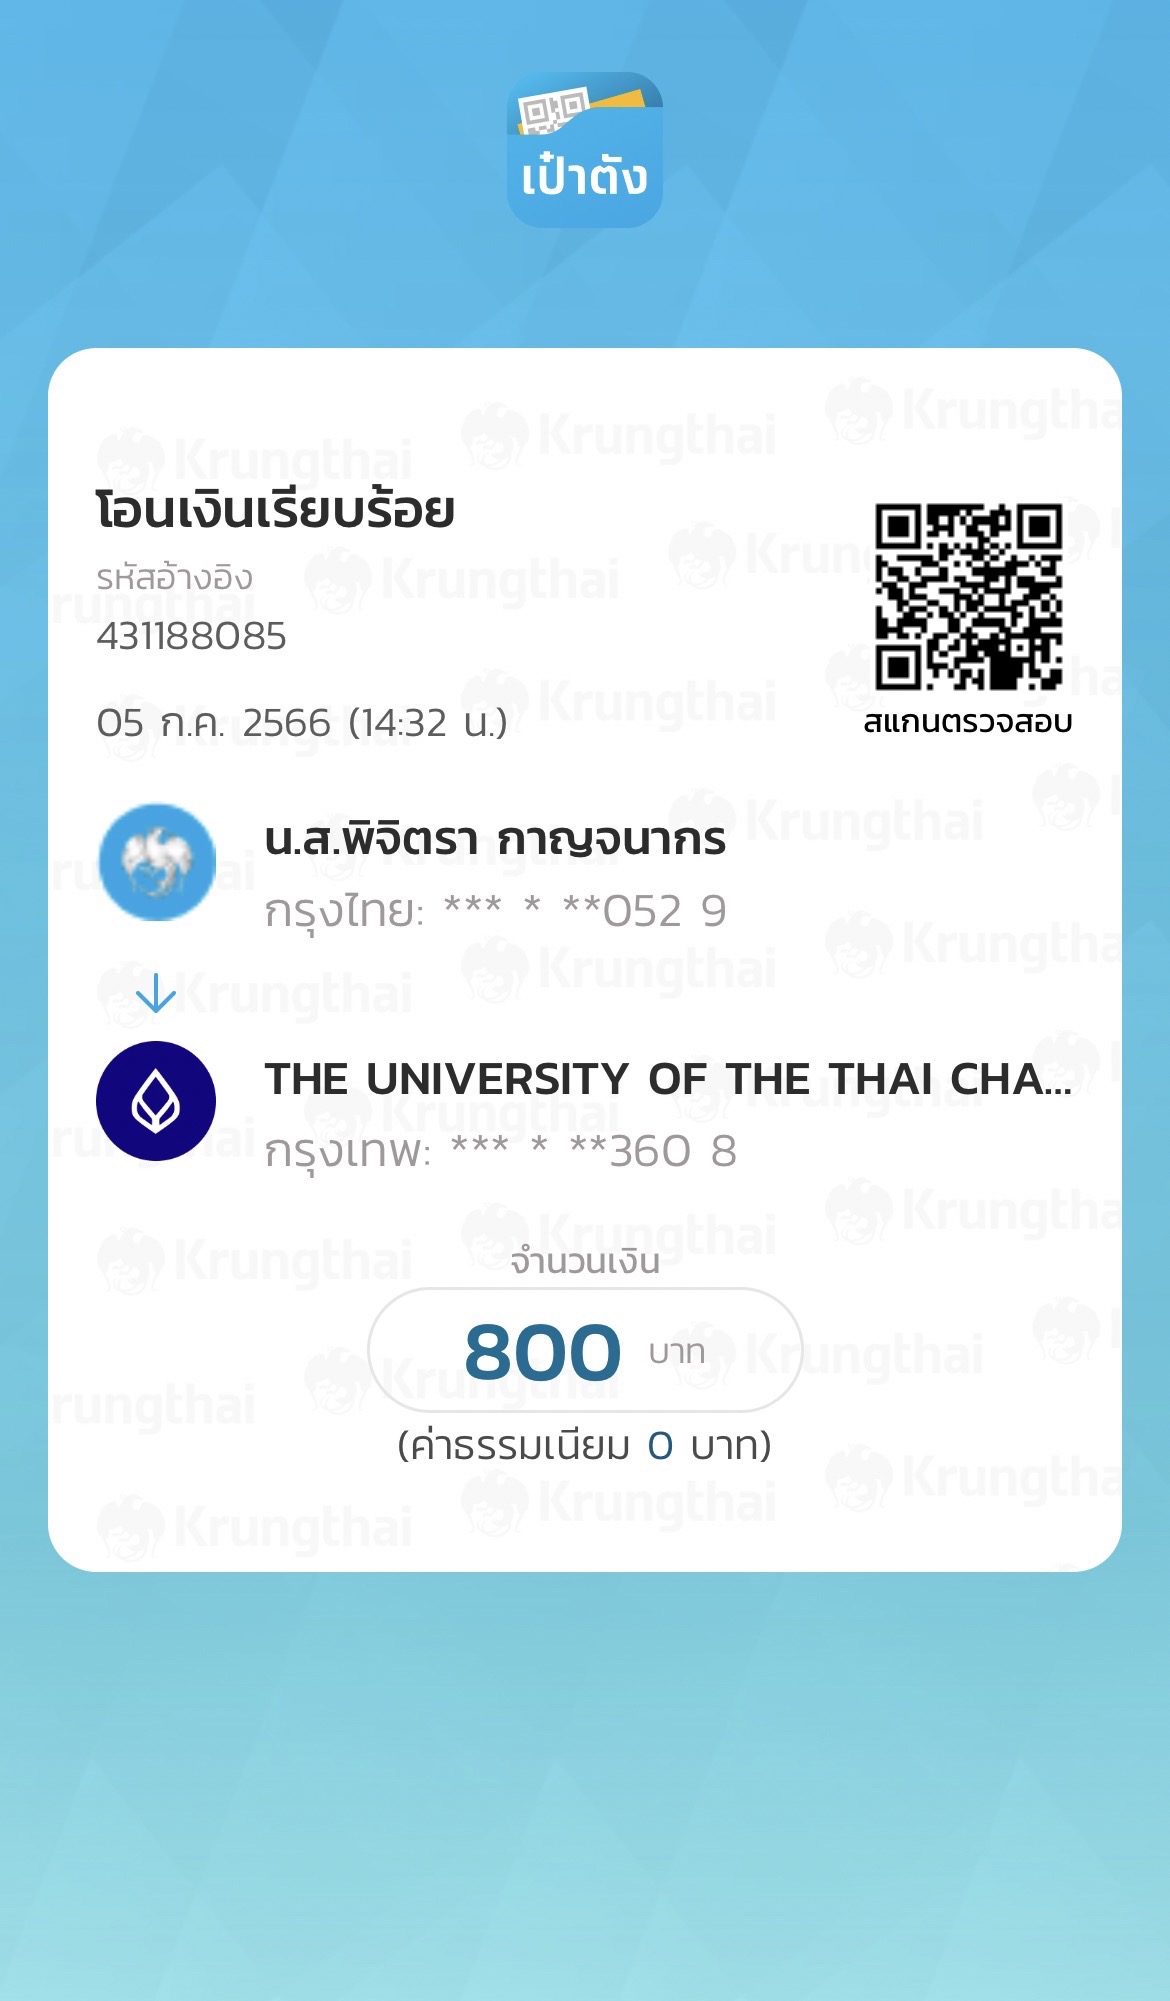 เป๋าตัง
โอนเงินเรียบร้อย
รหัสอ้างอิง
431188085
05 ก.ค. 2566 (14:32 น.)
สแกนตรวจสอบ
น.ส.พิจิตรา กาญจนากร
กรุงไทย: *** * **052 9
THE UNIVERSITY OF THE THAI CHA...
กรุงเทพ: *** * **360 8
จำนวนเงิน
800 บาท
(ค่าธรรมเนียม 0 บาท)
Krungthai